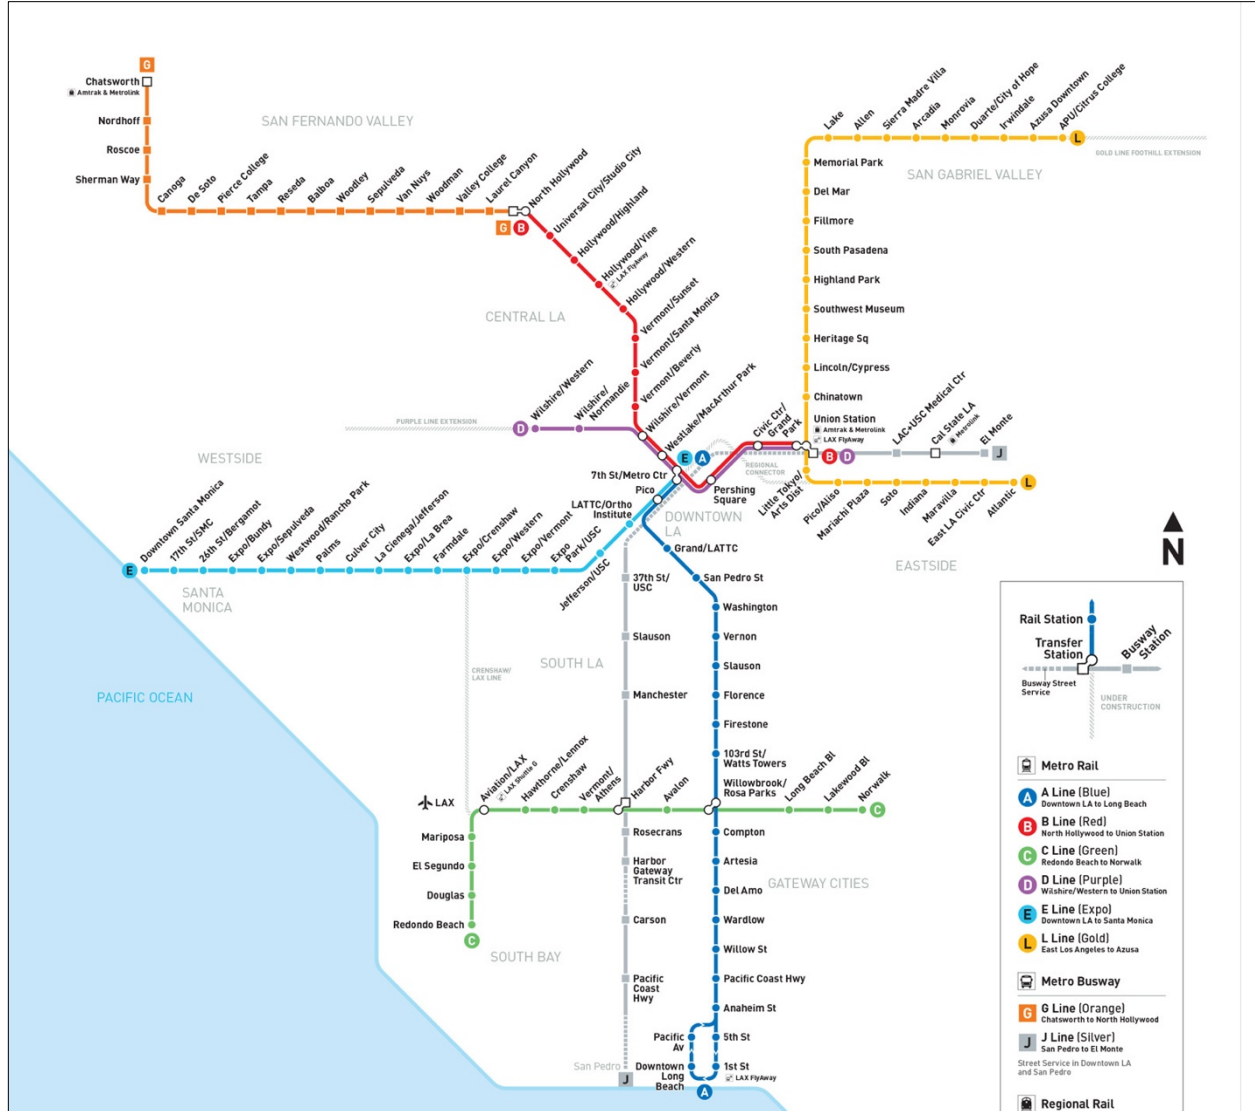 G
Chatsworth
Amtrak & Metrolink
Nordhoff
Roscoe
Sherman Way
SAN FERNANDO VALLEY
Canoga
De Soto
Pierce College
Tampa
Reseda
Balboa
Woodley
Sepulveda
Van Nuys
Woodman
Valley College
Laurel Canyon
North Hollywood
G
B
Universal City/Studio City
Hollywood/Highland
Hollywood/Vine
LAX FlyAway
Hollywood/Western
CENTRAL LA
Vermont/Sunset
Vermont/Santa Monica
Vermont/Beverly
Wilshire/Vermont
Westlake/MacArthur Park
PURPLE LINE EXTENSION
D
Wilshire/Western
Wilshire/
Normandie
Lake
Allen
Sierra Madre Villa
Arcadia
Monrovia
Duarte/City of Hope
Irwindale
Azusa Downtown
APU/Citrus College
L
GOLD LINE FOOTHILL EXTENSION
SAN GABRIEL VALLEY
Memorial Park
Del Mar
Fillmore
South Pasadena
Highland Park
Southwest Museum
Heritage Sq
Lincoln/Cypress
Chinatown
Union Station
Amtrak & Metrolink
LAX FlyAway
B
D
Civic Ctr/
Grand
Park
LAC+USC Medical Ctr
Cal State LA
Metrolink
El Monte
J
E
A
REGIONAL
CONNECTOR
7th St/Metro Ctr
Pico
Pershing
Square
Little Tokyo/
Arts Dist
Pico/Aliso
Mariachi Plaza
Soto
Indiana
Maravilla
East LA Civic Ctr
Atlantic
L
LATTC/Ortho
Institute
DOWNTOWN
LA
EASTSIDE
WESTSIDE
E
Downtown Santa Monica
17th St/SMC
26th St/Bergamot
Expo/Bundy
Expo/Sepulveda
Westwood/Rancho Park
Palms
Culver City
La Cienega/Jefferson
Expo/La Brea
Farmdale
Expo/Crenshaw
Expo/Western
Expo/Vermont
Expo
Park/USC
Jefferson/USC
SANTA
MONICA
PACIFIC OCEAN
CRENSHAW/
LAX LINE
SOUTH LA
37th St/
USC
Slauson
Manchester
Grand/LATTC
San Pedro St
Washington
Vernon
Slauson
Florence
Firestone
103rd St/
Watts Towers
Willowbrook/
Rosa Parks
LAX
Aviation/LAX
LAX Shuttle G
Hawthorne/Lennox
Crenshaw
Vermont/
Athens
Harbor Fwy
Avalon
Long Beach Bl
Lakewood Bl
Norwalk
C
Mariposa
El Segundo
Douglas
Redondo Beach
C
SOUTH BAY
Rosecrans
Harbor
Gateway
Transit Ctr
Carson
Pacific
Coast
Hwy
San Pedro
J
Compton
Artesia
Del Amo
GATEWAY CITIES
Wardlow
Willow St
Pacific Coast Hwy
Anaheim St
Pacific
Av
5th St
Downtown
Long
Beach
1st St
LAX FlyAway
A
N
Rail Station
Transfer
Station
Busway
Station
Busway Street
Service
UNDER
CONSTRUCTION
Metro Rail
A
A Line (Blue)
Downtown LA to Long Beach
B
B Line (Red)
North Hollywood to Union Station
C
C Line (Green)
Redondo Beach to Norwalk
D
D Line (Purple)
Wilshire/Western to Union Station
E
E Line (Expo)
Downtown LA to Santa Monica
L
L Line (Gold)
East Los Angeles to Azusa
Metro Busway
G
G Line (Orange)
Chatsworth to North Hollywood
J
J Line (Silver)
San Pedro to El Monte
Street Service in Downtown LA
and San Pedro
Regional Rail